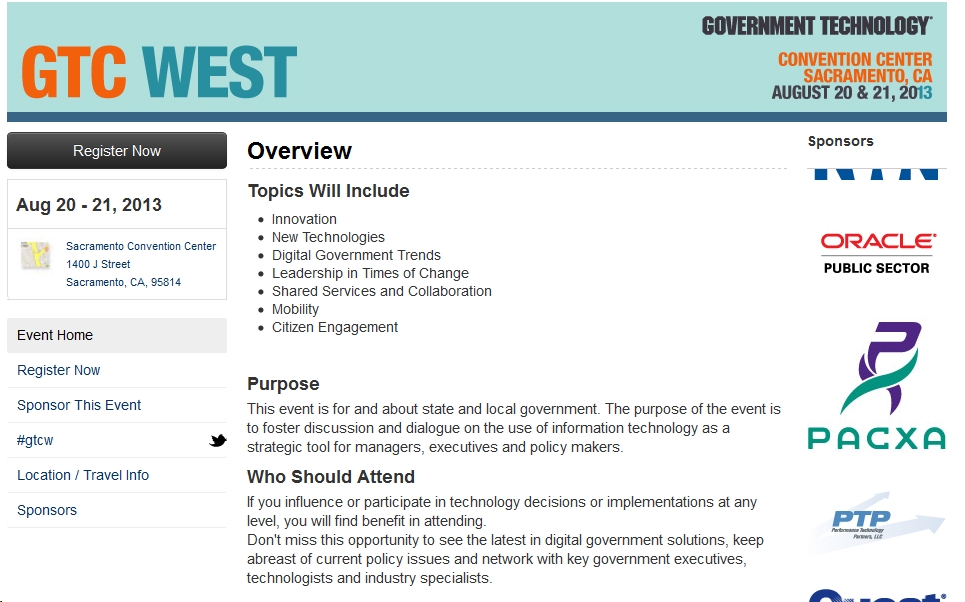 GTC WEST
GOVERNMENT TECHNOLOGY
CONVENTION CENTER
SACRAMENTO, CA
AUGUST 20 & 21, 2013
Register Now
Aug 20 - 21, 2013
Sacramento Convention Center
1400 J Street
Sacramento, CA, 95814
Event Home
Register Now
Sponsor This Event
#gtcw
Location / Travel Info
Sponsors
Overview
Topics Will Include
Innovation
New Technologies
Digital Government Trends
Leadership in Times of Change
Shared Services and Collaboration
Mobility
Citizen Engagement
Purpose
This event is for and about state and local government. The purpose of the event is
to foster discussion and dialogue on the use of information technology as a
strategic tool for managers, executives and policy makers.
Who Should Attend
If you influence or participate in technology decisions or implementations at any
level, you will find benefit in attending.
Don't miss this opportunity to see the latest in digital government solutions, keep
abreast of current policy issues and network with key government executives,
technologists and industry specialists.
Sponsors
ORACLE®
PUBLIC SECTOR
PACXA
PTP
Performance Technology
Partners, LLC